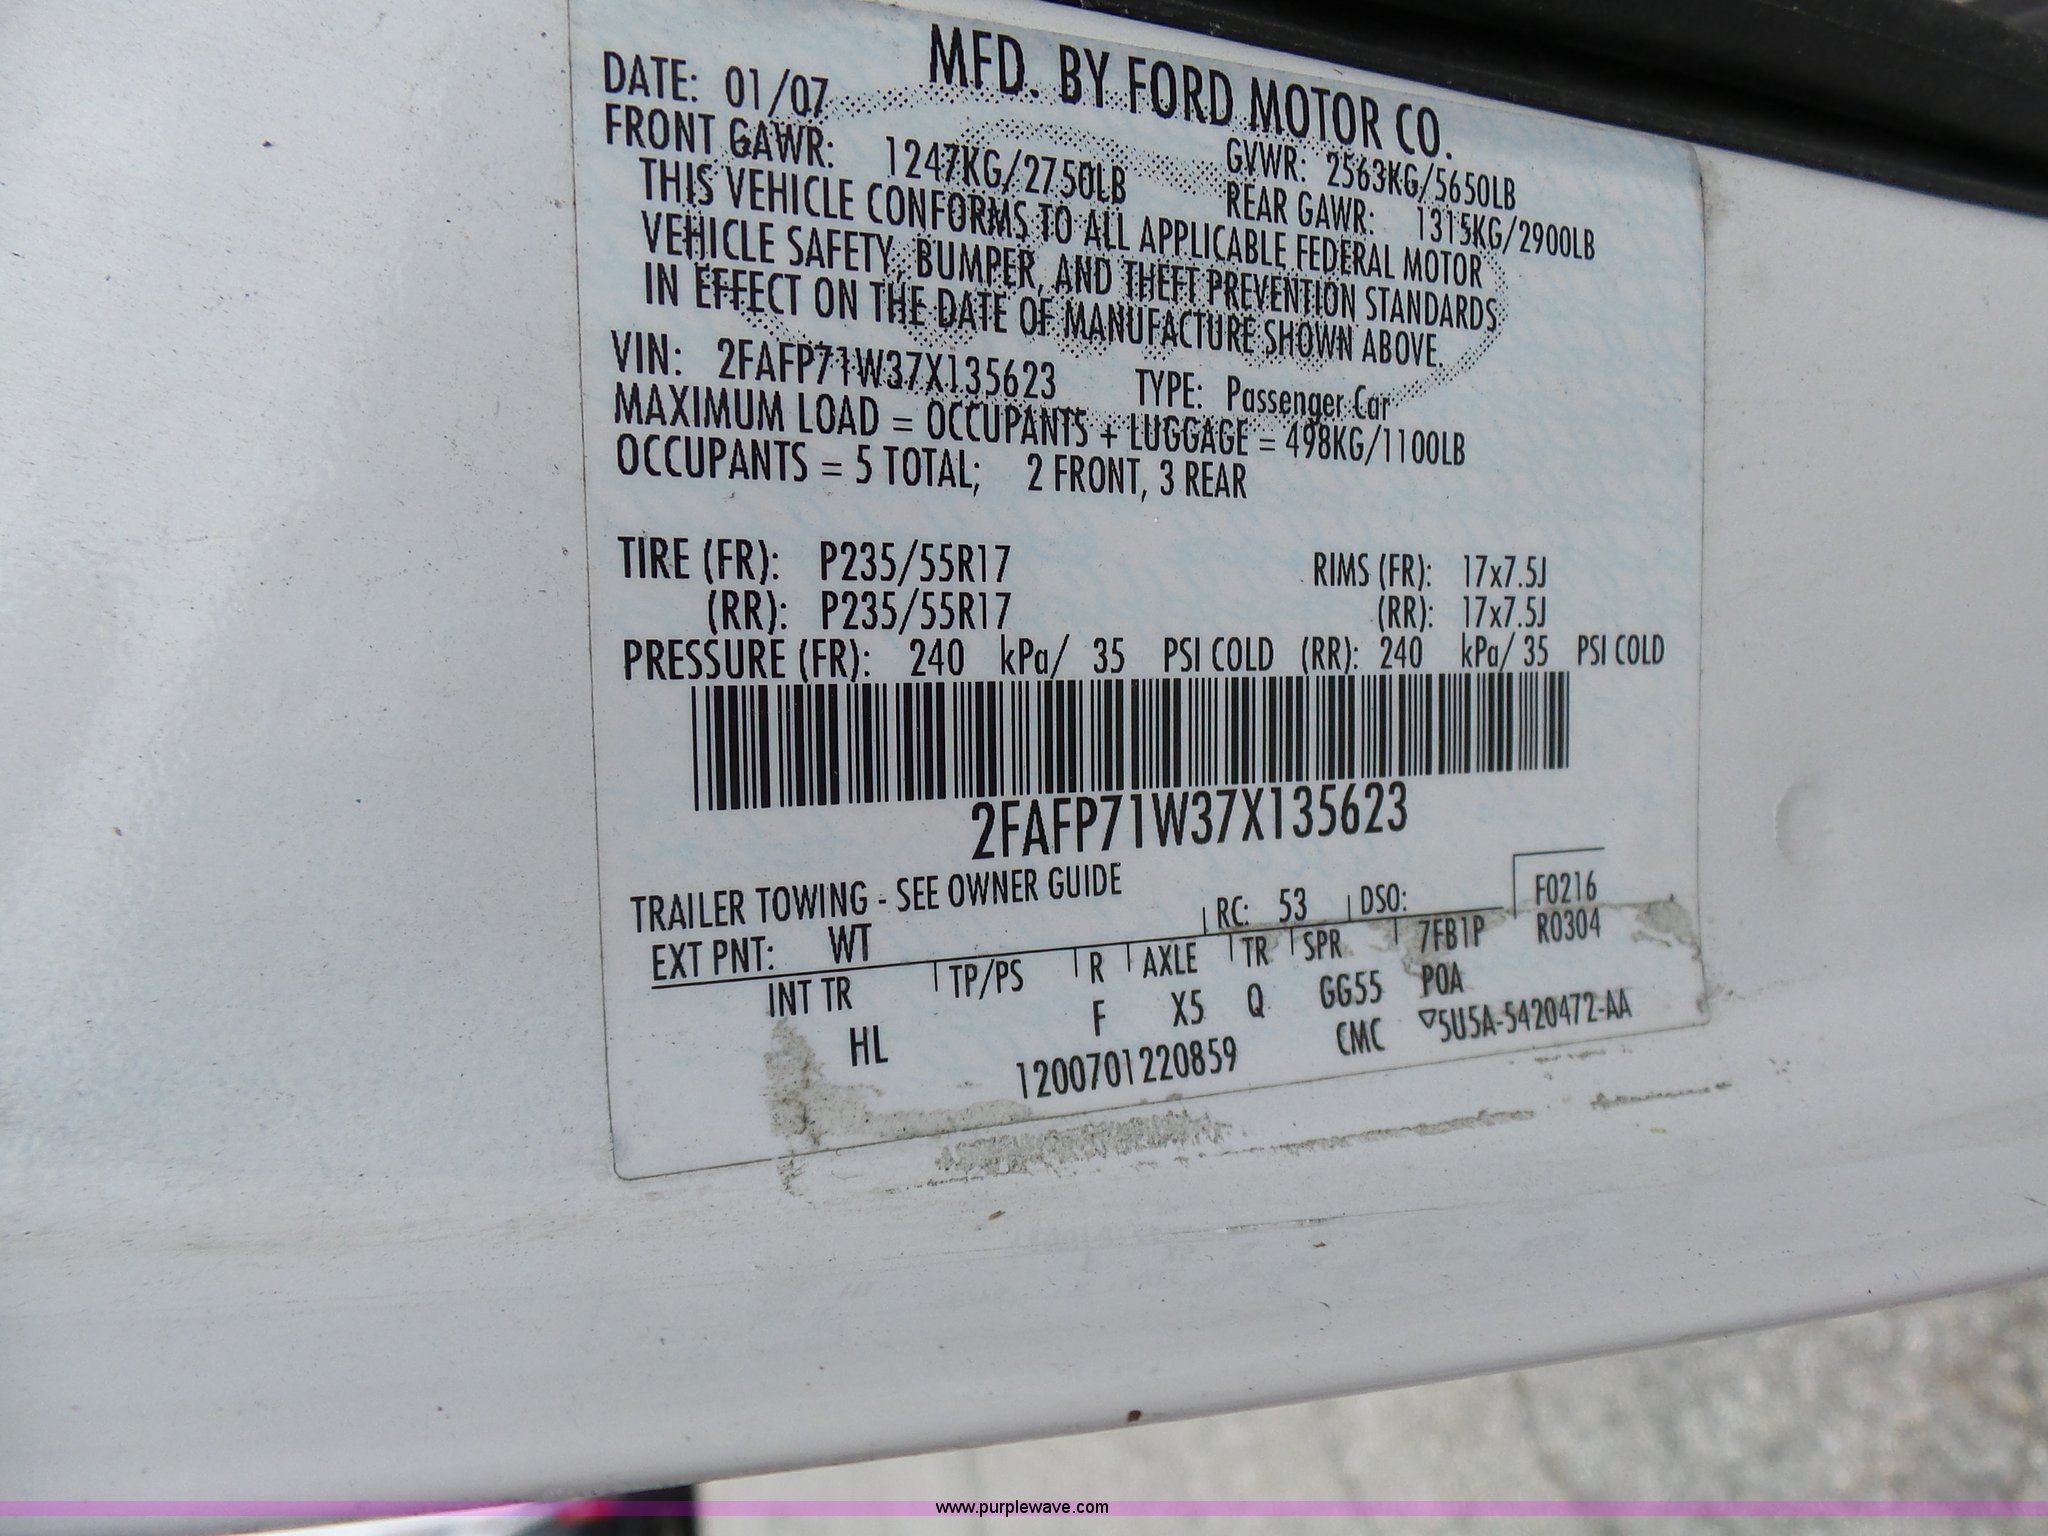 MFD. BY FORD MOTOR CO.
DATE: 01/07 GVWR: 2563KG/5650LB
FRONT GAWR: 1247KG/2750LB REAR GAWR: 1315KG/2900LB
THIS VEHICLE CONFORMS TO ALL APPLICABLE FEDERAL MOTOR
VEHICLE SAFETY, BUMPER, AND THEFT PREVENTION STANDARDS
IN EFFECT ON THE DATE OF MANUFACTURE SHOWN ABOVE.
VIN: 2FAFP71W37X135623 TYPE: Passenger Car
MAXIMUM LOAD = OCCUPANTS + LUGGAGE = 498KG/1100LB
OCCUPANTS = 5 TOTAL; 2 FRONT, 3 REAR
TIRE (FR): P235/55R17 RIMS (FR): 17x7.5J
(RR): P235/55R17 (RR): 17x7.5J
PRESSURE (FR): 240 kPa/ 35 PSI COLD (RR): 240 kPa/ 35 PSI COLD
2FAFP71W37X135623
TRAILER TOWING - SEE OWNER GUIDE
EXT PNT: WT RC: 53 DSO: F0216
INT TR TP/PS R AXLE TR SPR 7FB1P R0304
HL F X5 Q GG55 POA
1200701220859 CMC ▽5U5A-5420472-AA
www.purplewave.com